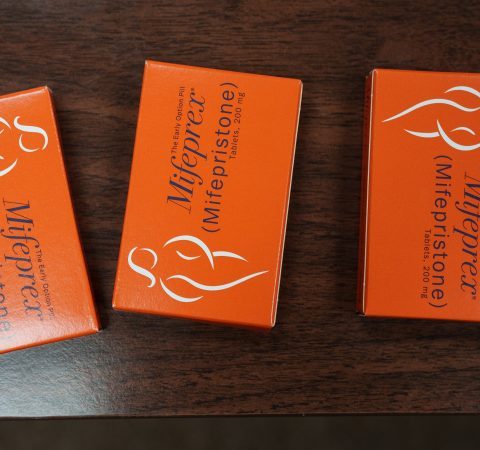 The Early Option Pill
Mifeprex®
The Early Option Pill
Mifeprex®
(Mifepristone)
Tablets, 200 mg
Mifeprex
(Mifepristone)
Tablets, 200 mg